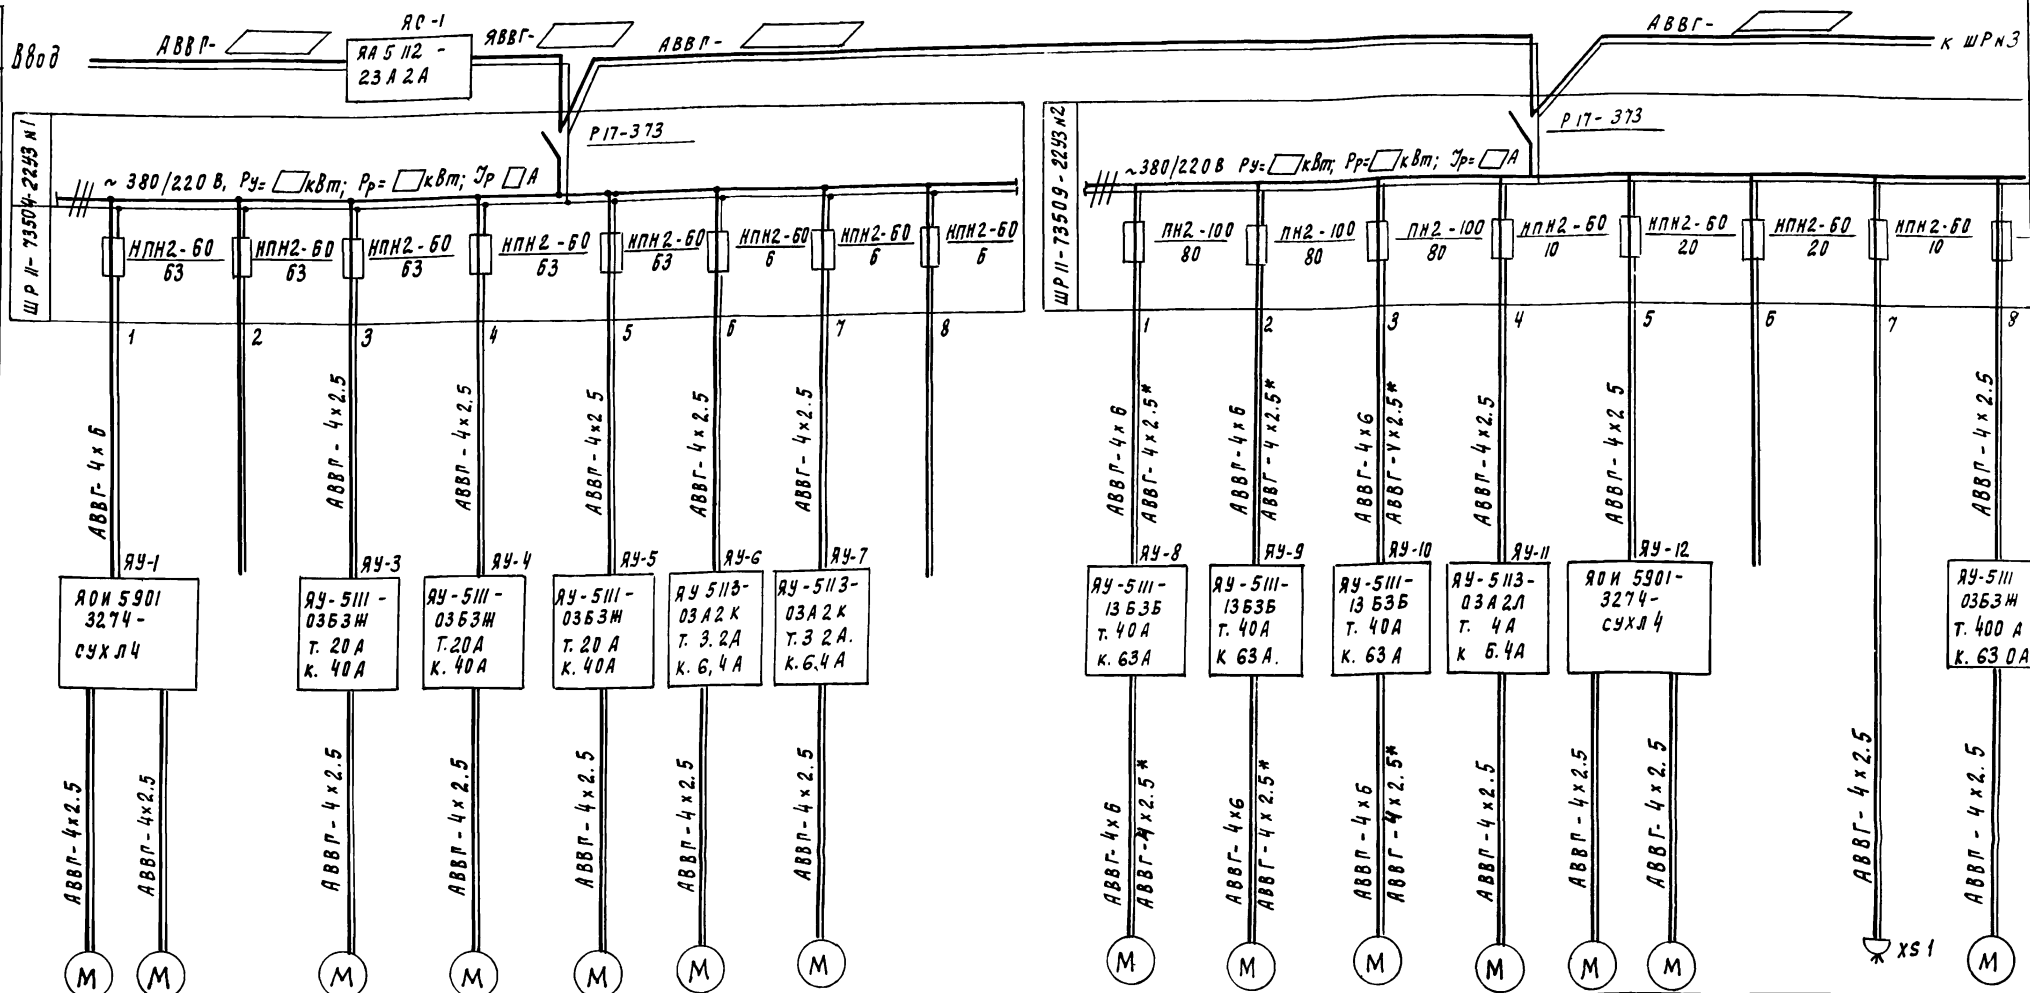 Ввод
АВВГ-
ЯС-1
ЯА 5112 -
23А2А
АВВГ-
АВВГ-
АВВГ-
К ШР N3
ШР 11-73504-22У3 N1
Р17-373
~ 380/220 В, Ру= кВт; Рр= кВт; Iр А
НПН2-60
63
НПН2-60
63
НПН2-60
63
НПН2-60
63
НПН2-60
63
НПН2-60
6
НПН2-60
6
НПН2-60
6
1
2
3
4
5
6
7
8
ШР 11-73509-22У3 N2
Р17-373
~380/220 В Ру= кВт; Рр= кВт; Iр= А
ПН2-100
80
ПН2-100
80
ПН2-100
80
НПН2-60
10
НПН2-60
20
НПН2-60
20
НПН2-60
10
1
2
3
4
5
6
7
8
АВВГ-4х6
АВВГ-4х2.5
АВВГ-4х2.5
АВВГ-4х2 5
АВВГ-4х2.5
АВВГ-4х2.5
АВВГ-4х6
АВВГ-4х2.5*
АВВГ-4х6
АВВГ-4х2.5*
АВВГ-4х6
АВВГ-4х2.5*
АВВГ-4х2.5
АВВГ-4х2 5
АВВГ-4х2.5
ЯУ-1
ЯОИ 5901
3274-
СУХЛ4
ЯУ-3
ЯУ-5111-
03Б3Ж
Т. 20А
К. 40А
ЯУ-4
ЯУ-5111-
03Б3Ж
Т.20А
К. 40А
ЯУ-5
ЯУ-5111-
03Б3Ж
Т. 20А
К. 40А
ЯУ-6
ЯУ 5113-
03А2К
Т. 3.2А
К. 6,4А
ЯУ-7
ЯУ-5113-
03А2К
Т.3 2А.
К.6,4А
ЯУ-8
ЯУ-5111-
13Б3Б
Т. 40А
К. 63А
ЯУ-9
ЯУ-5111-
13Б3Б
Т. 40А
К 63А.
ЯУ-10
ЯУ-5111-
13Б3Б
Т. 40А
К. 63А
ЯУ-11
ЯУ-5113-
03А2Л
Т. 4А
К 6.4А
ЯУ-12
ЯОИ 5901-
3274-
СУХЛ4
ЯУ-5111
03Б3Ж
Т. 400 А
К. 63 0А
АВВГ-4х2.5
АВВГ-4х2.5
АВВГ-4х2.5
АВВГ-4х2.5
АВВГ-4х2.5
АВВГ-4х2.5
АВВГ-4х2.5
АВВГ-4х6
АВВГ-4х2.5*
АВВГ-4х6
АВВГ-4х2.5*
АВВГ-4х6
АВВГ-4х2.5*
АВВГ-4х2.5
АВВГ-4х2.5
АВВГ-4х2.5
АВВГ-4х2.5
АВВГ-4х2.5
М
М
М
М
М
М
М
М
М
М
М
М
М
XS1
М